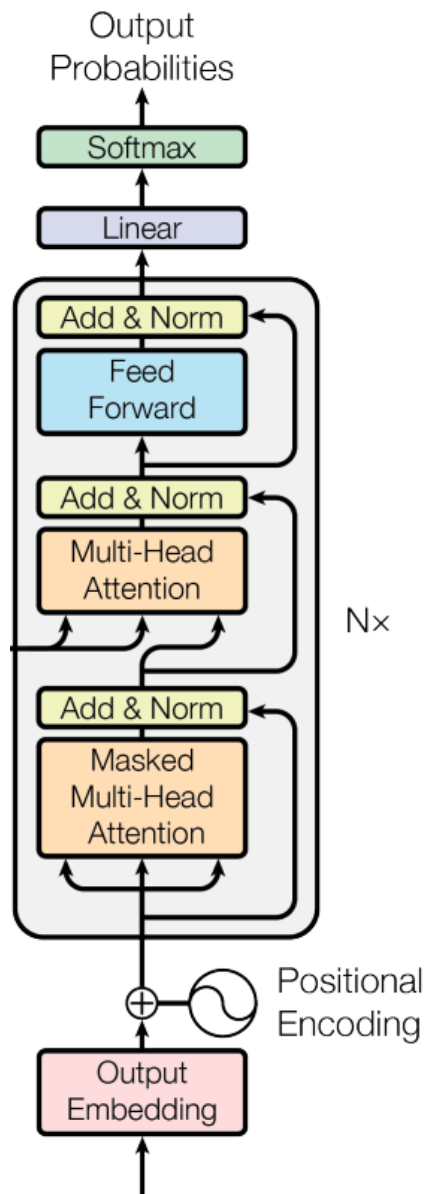 Output
Probabilities
Softmax
Linear
Add & Norm
Feed
Forward
Add & Norm
Multi-Head
Attention
N×
Add & Norm
Masked
Multi-Head
Attention
Positional
Encoding
Output
Embedding